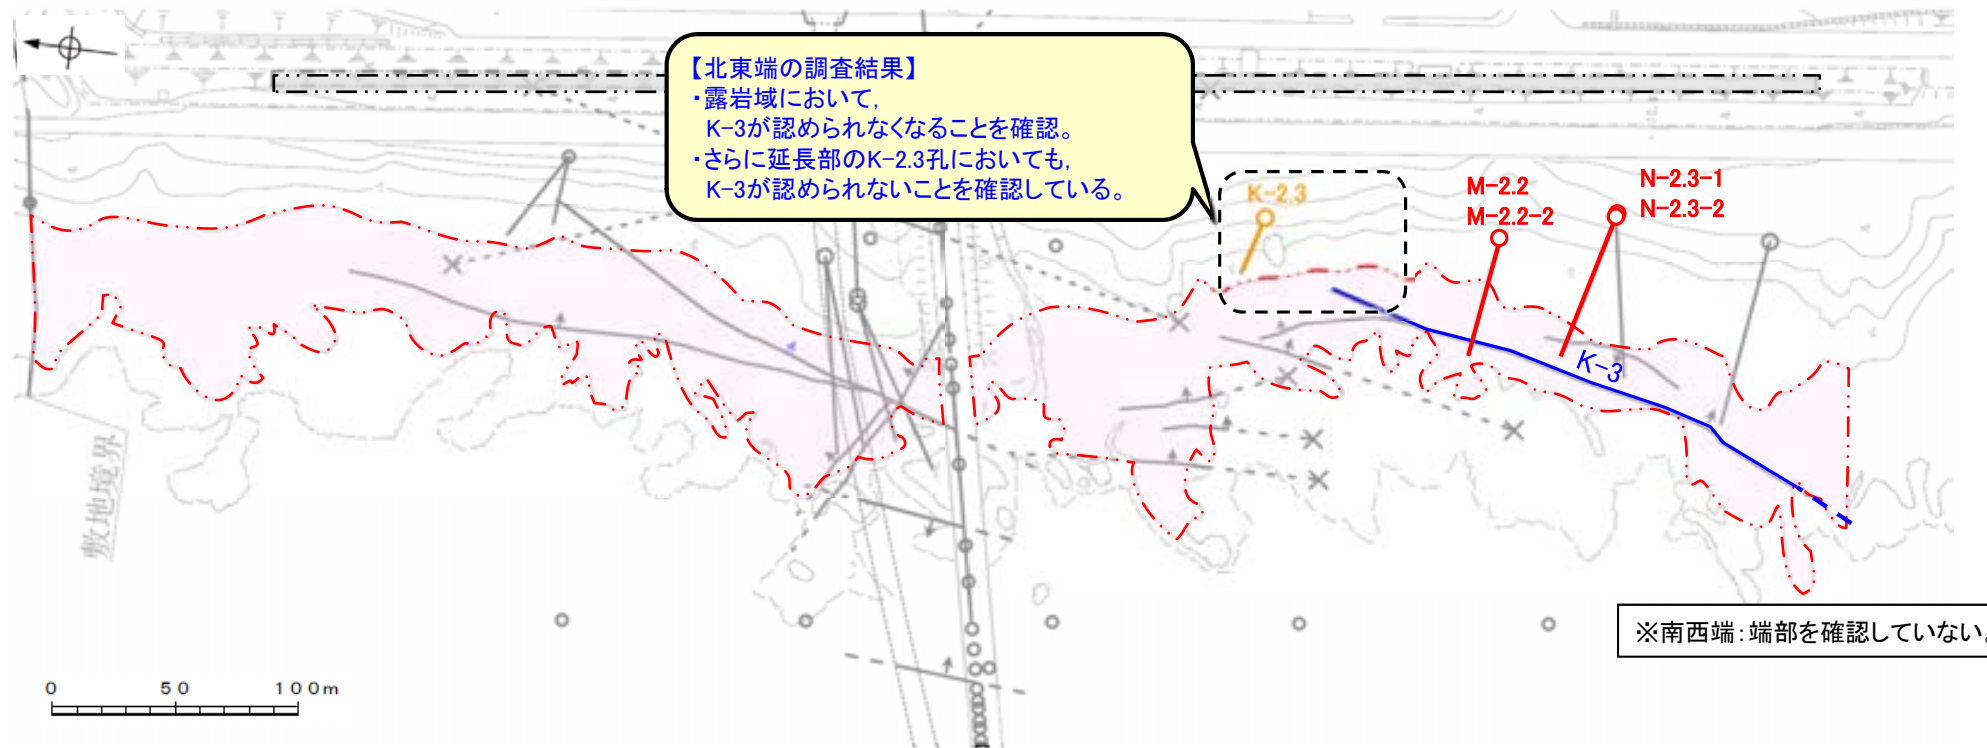 【北東端の調査結果】
・露岩域において,
K-3が認められなくなることを確認。
・さらに延長部のK-2.3孔においても,
K-3が認められないことを確認している。
K-2.3
M-2.2
M-2.2-2
N-2.3-1
N-2.3-2
K-3
敷地境界
※南西端:端部を確認していない。
0 50 100m